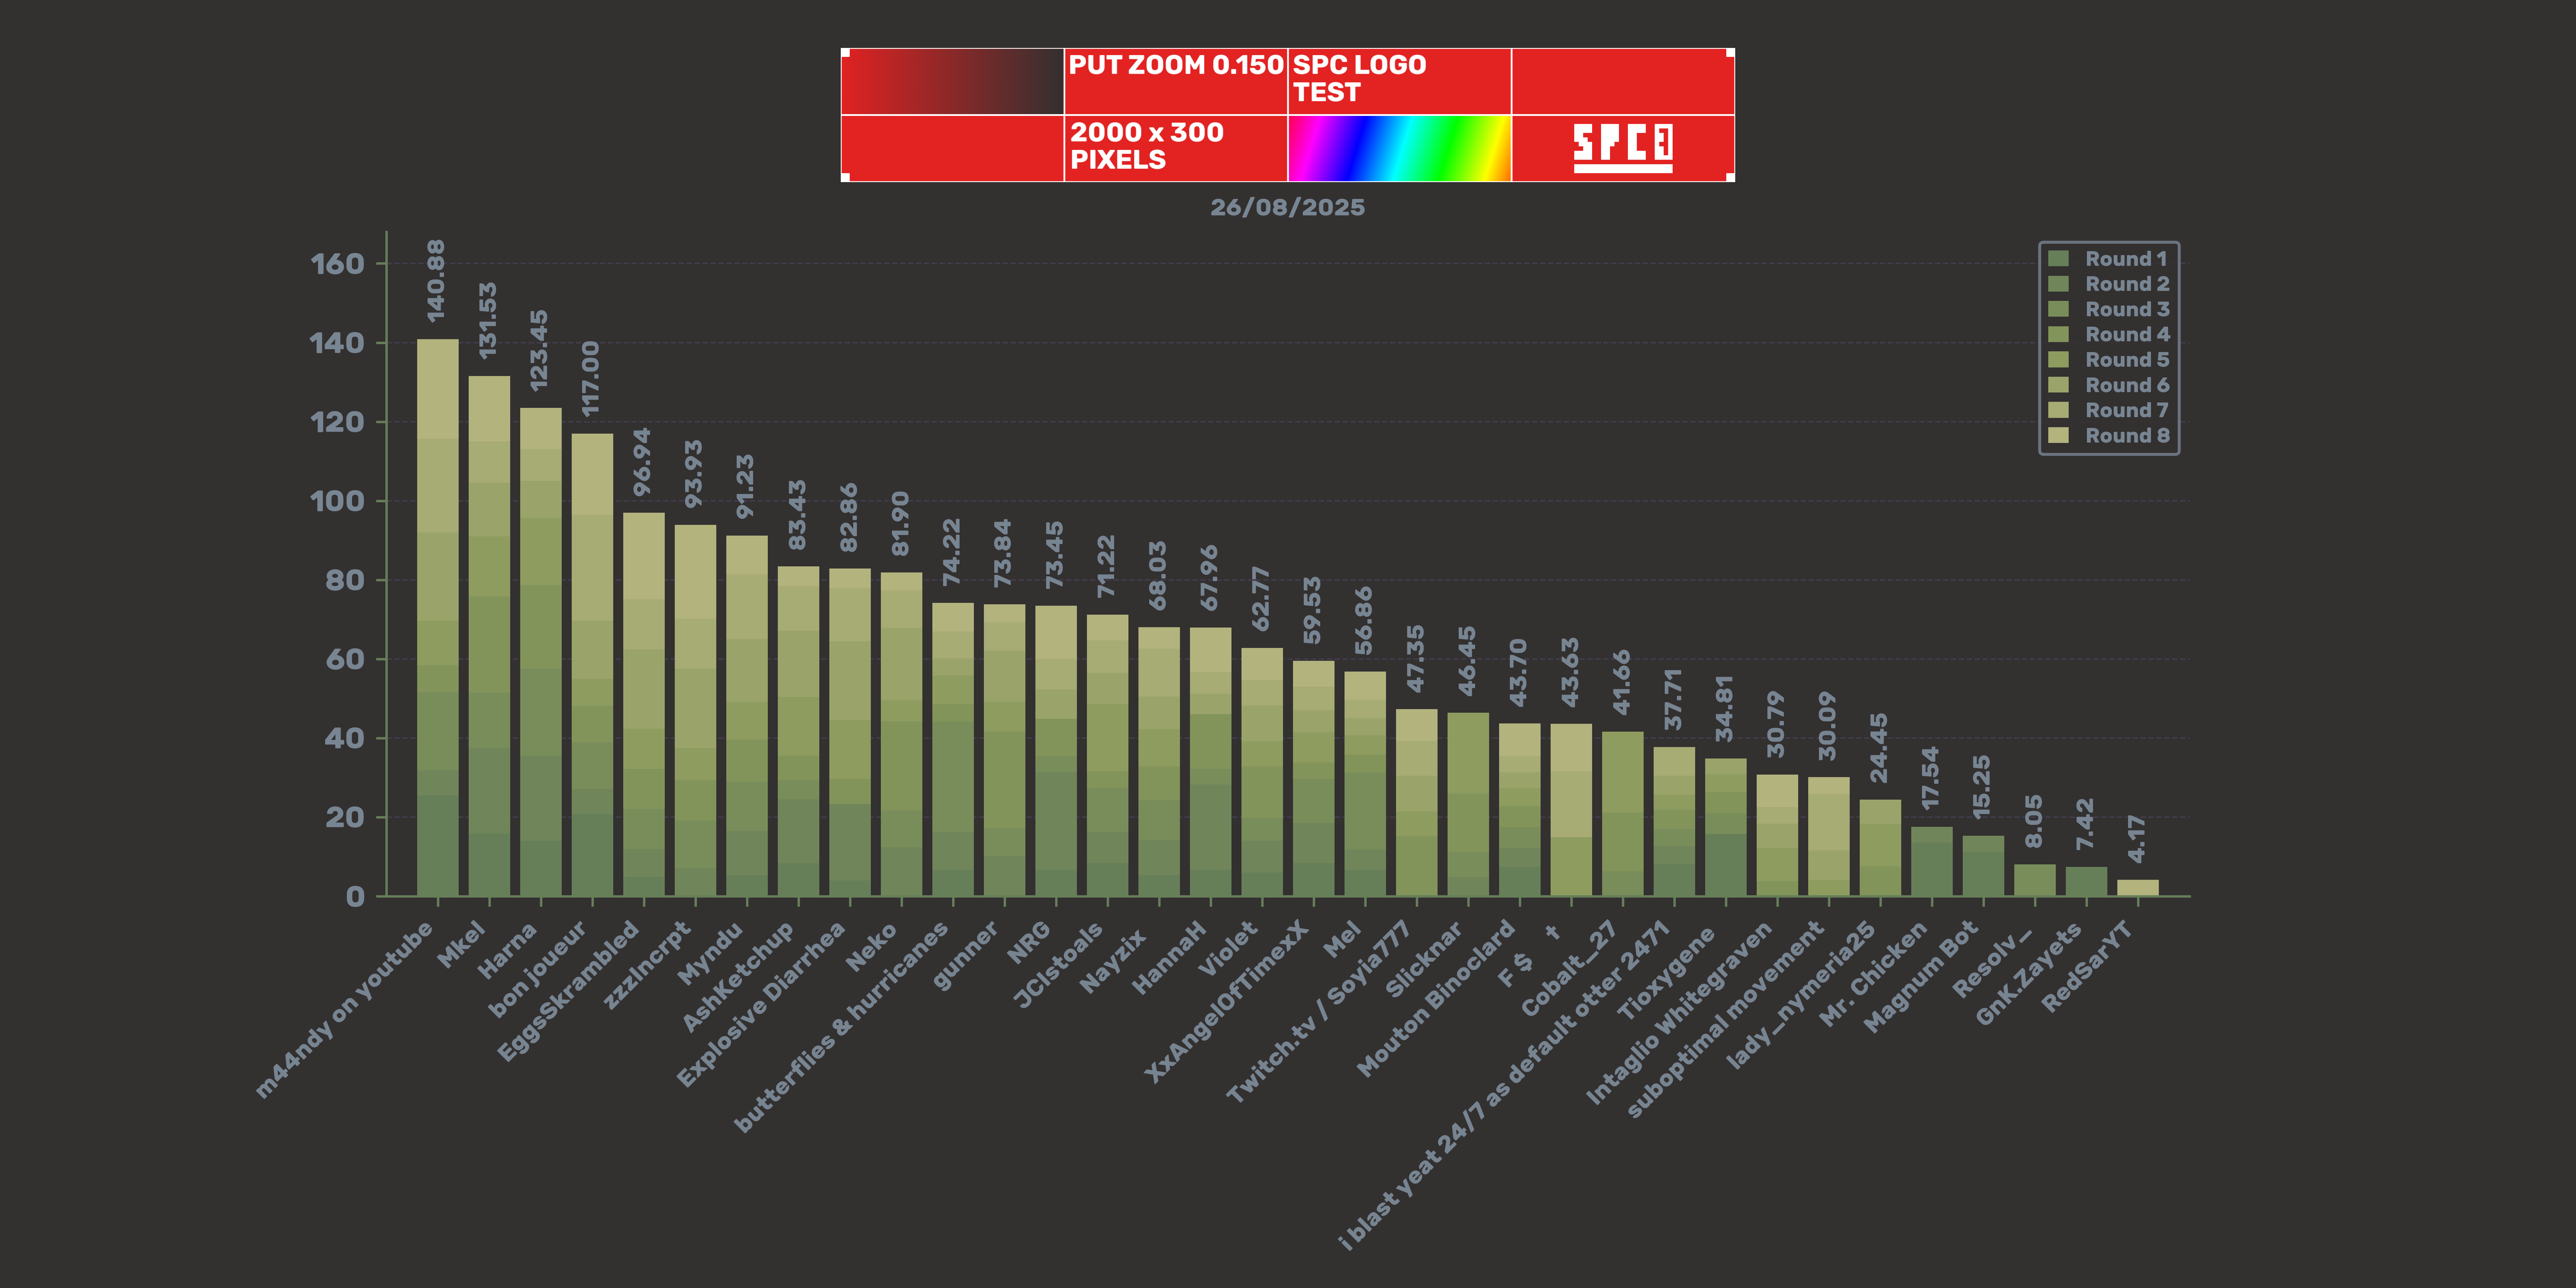 PUT ZOOM 0.150
SPC LOGO
TEST
2000 x 300
PIXELS
SPC
26/08/2025
160
140
120
100
80
60
40
20
0
140.88
131.53
123.45
117.00
96.94
93.93
91.23
83.43
82.86
81.90
74.22
73.84
73.45
71.22
68.03
67.96
62.77
59.53
56.86
47.35
46.45
43.70
43.63
41.66
37.71
34.81
30.79
30.09
24.45
17.54
15.25
8.05
7.42
4.17
Round 1
Round 2
Round 3
Round 4
Round 5
Round 6
Round 7
Round 8
m44ndy on youtube
Mkel
Harna
bon joueur
EggsSkrambled
zzzIncrpt
Myndu
AshKetchup
Explosive Diarrhea
Neko
butterflies & hurricanes
gunner
NRG
JCIstoals
Nayzix
HannaH
Violet
XxAngelOfTimexX
Mel
Twitch.tv / Soyia777
Slicknar
Mouton Binoclard
F $ t
Cobalt_27
i blast yeat 24/7 as default otter 2471
Tioxygene
Intaglio Whitegraven
suboptimal movement
lady_nymeria25
Mr. Chicken
Magnum Bot
Resolv_
GnK.Zayets
RedSarYT